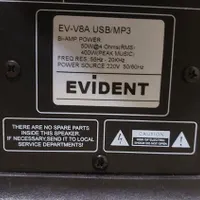 EV-V8A USB/MP3
Bi-AMP POWER:
50W@4 Ohms(RMS)
400W(PEAK MUSIC)
FREQ.RES: 58Hz - 20KHz
POWER SOURCE 220V 50/60Hz
EVIDENT
THERE ARE NO SPARE PARTS
INSIDE THIS SPEAKER.
IF NECESSARY,SEND IT TO LOCAL
SERVICE DEPARTMENTS!
CAUTION